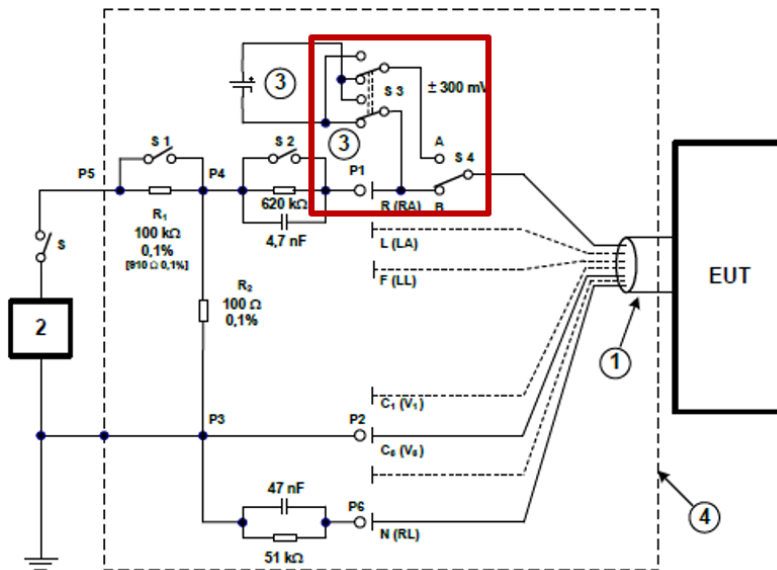 3
S 3
± 300 mV
3
A
S 1
S 2
P1
S 4
P5
P4
R (RA)
B
R₁
100 kΩ
0,1%
[910 Ω 0,1%]
620 kΩ
4,7 nF
S
L (LA)
F (LL)
R₂
100 Ω
0,1%
2
EUT
1
C₁ (V₁)
P3
P2
C₆ (V₆)
47 nF
P6
N (RL)
51 kΩ
4